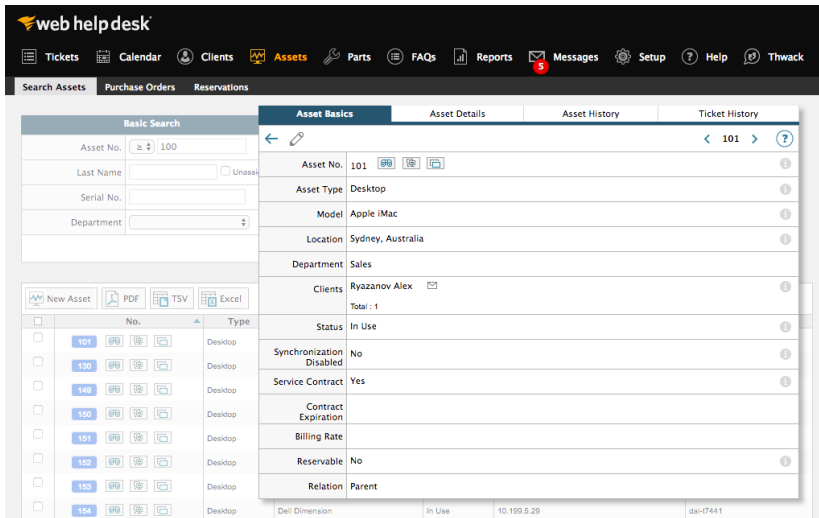 web help desk
Tickets Calendar Clients Assets Parts FAQs Reports Messages 5 Setup Help Thwack
Search Assets Purchase Orders Reservations
Basic Search
Asset No. ≥ 100
Last Name
Serial No.
Department
New Asset PDF TSV Excel
No. Type
101 Desktop
130 Desktop
149 Desktop
150 Desktop
151 Desktop
152 Desktop
153 Desktop
154 Desktop Dell Dimension In Use 10.199.5.29 dal-t7441
Asset Basics Asset Details Asset History Ticket History
< 101 > ?
Asset No. 101
Asset Type Desktop
Model Apple iMac
Location Sydney, Australia
Department Sales
Clients Ryazanov Alex
Total : 1
Status In Use
Synchronization Disabled No
Service Contract Yes
Contract Expiration
Billing Rate
Reservable No
Relation Parent